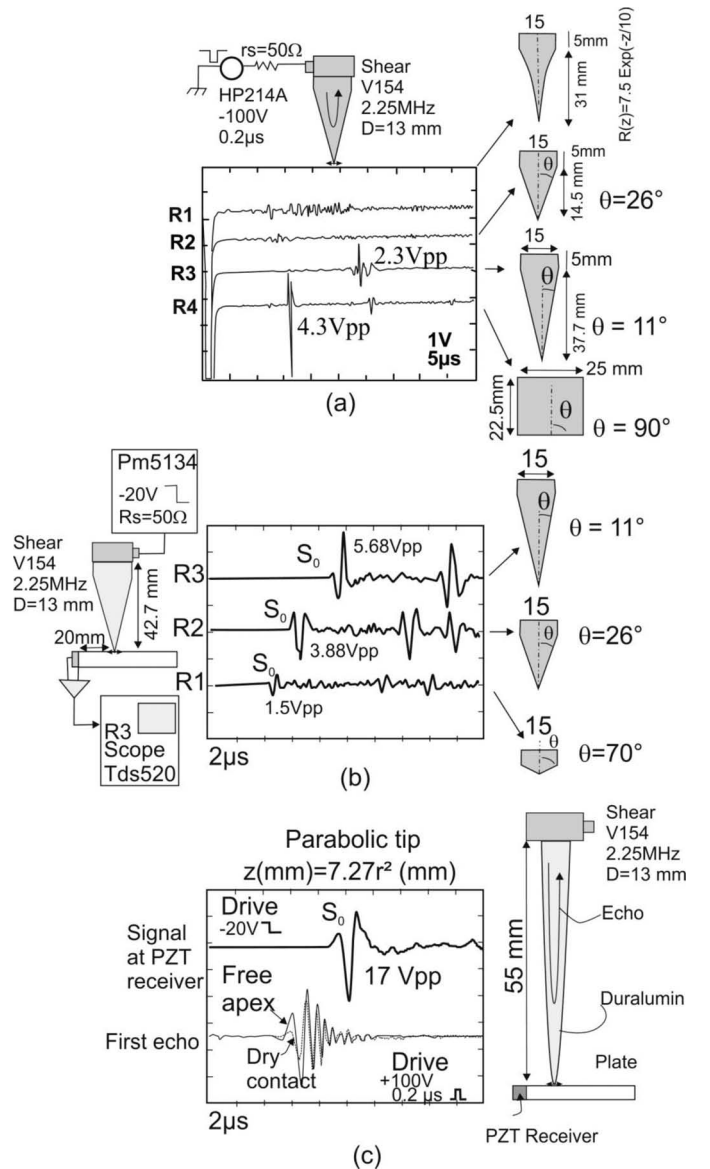 rs=50Ω
HP214A
-100V
0.2µs
Shear
V154
2.25MHz
D=13 mm
15
5mm
31 mm
R(z)=7.5 Exp(-z/10)
15
5mm
θ
14.5 mm
θ=26°
15
5mm
θ
37.7 mm
θ = 11°
25 mm
22.5mm
θ
θ = 90°
R1
R2
R3
R4
2.3Vpp
4.3Vpp
1V
5µs
(a)
Pm5134
-20V
Rs=50Ω
Shear
V154
2.25MHz
D=13 mm
42.7 mm
20mm
R3
Scope
Tds520
R3
S0
5.68Vpp
R2
S0
3.88Vpp
R1
S0
1.5Vpp
2µs
15
θ
θ = 11°
15
θ
θ=26°
15
θ
θ=70°
(b)
Parabolic tip
z(mm)=7.27r² (mm)
Signal
at PZT
receiver
Drive
-20V
S0
17 Vpp
Free
apex
First echo
Dry
contact
Drive
+100V
0.2 µs
2µs
Shear
V154
2.25MHz
D=13 mm
Echo
55 mm
Duralumin
Plate
PZT Receiver
(c)